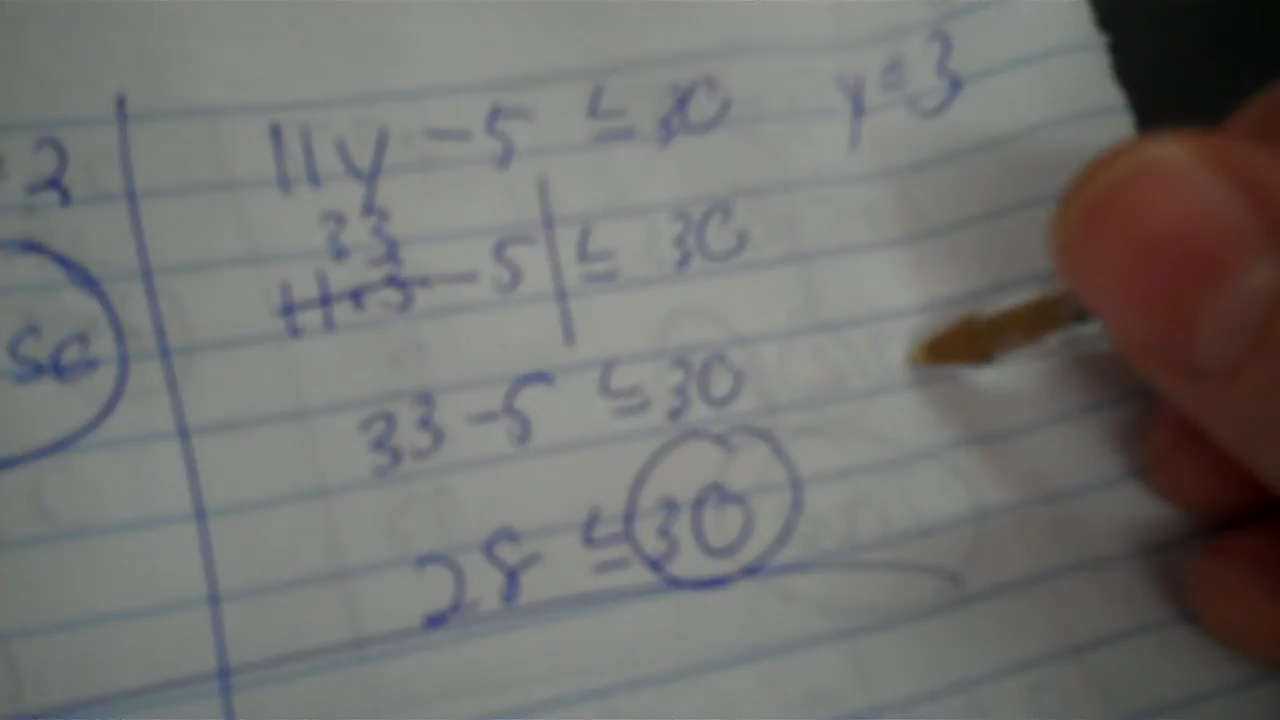 11y - 5 ≤ 30 y = 3
33
11·3 - 5 ≤ 30
33 - 5 ≤ 30
28 ≤ 30